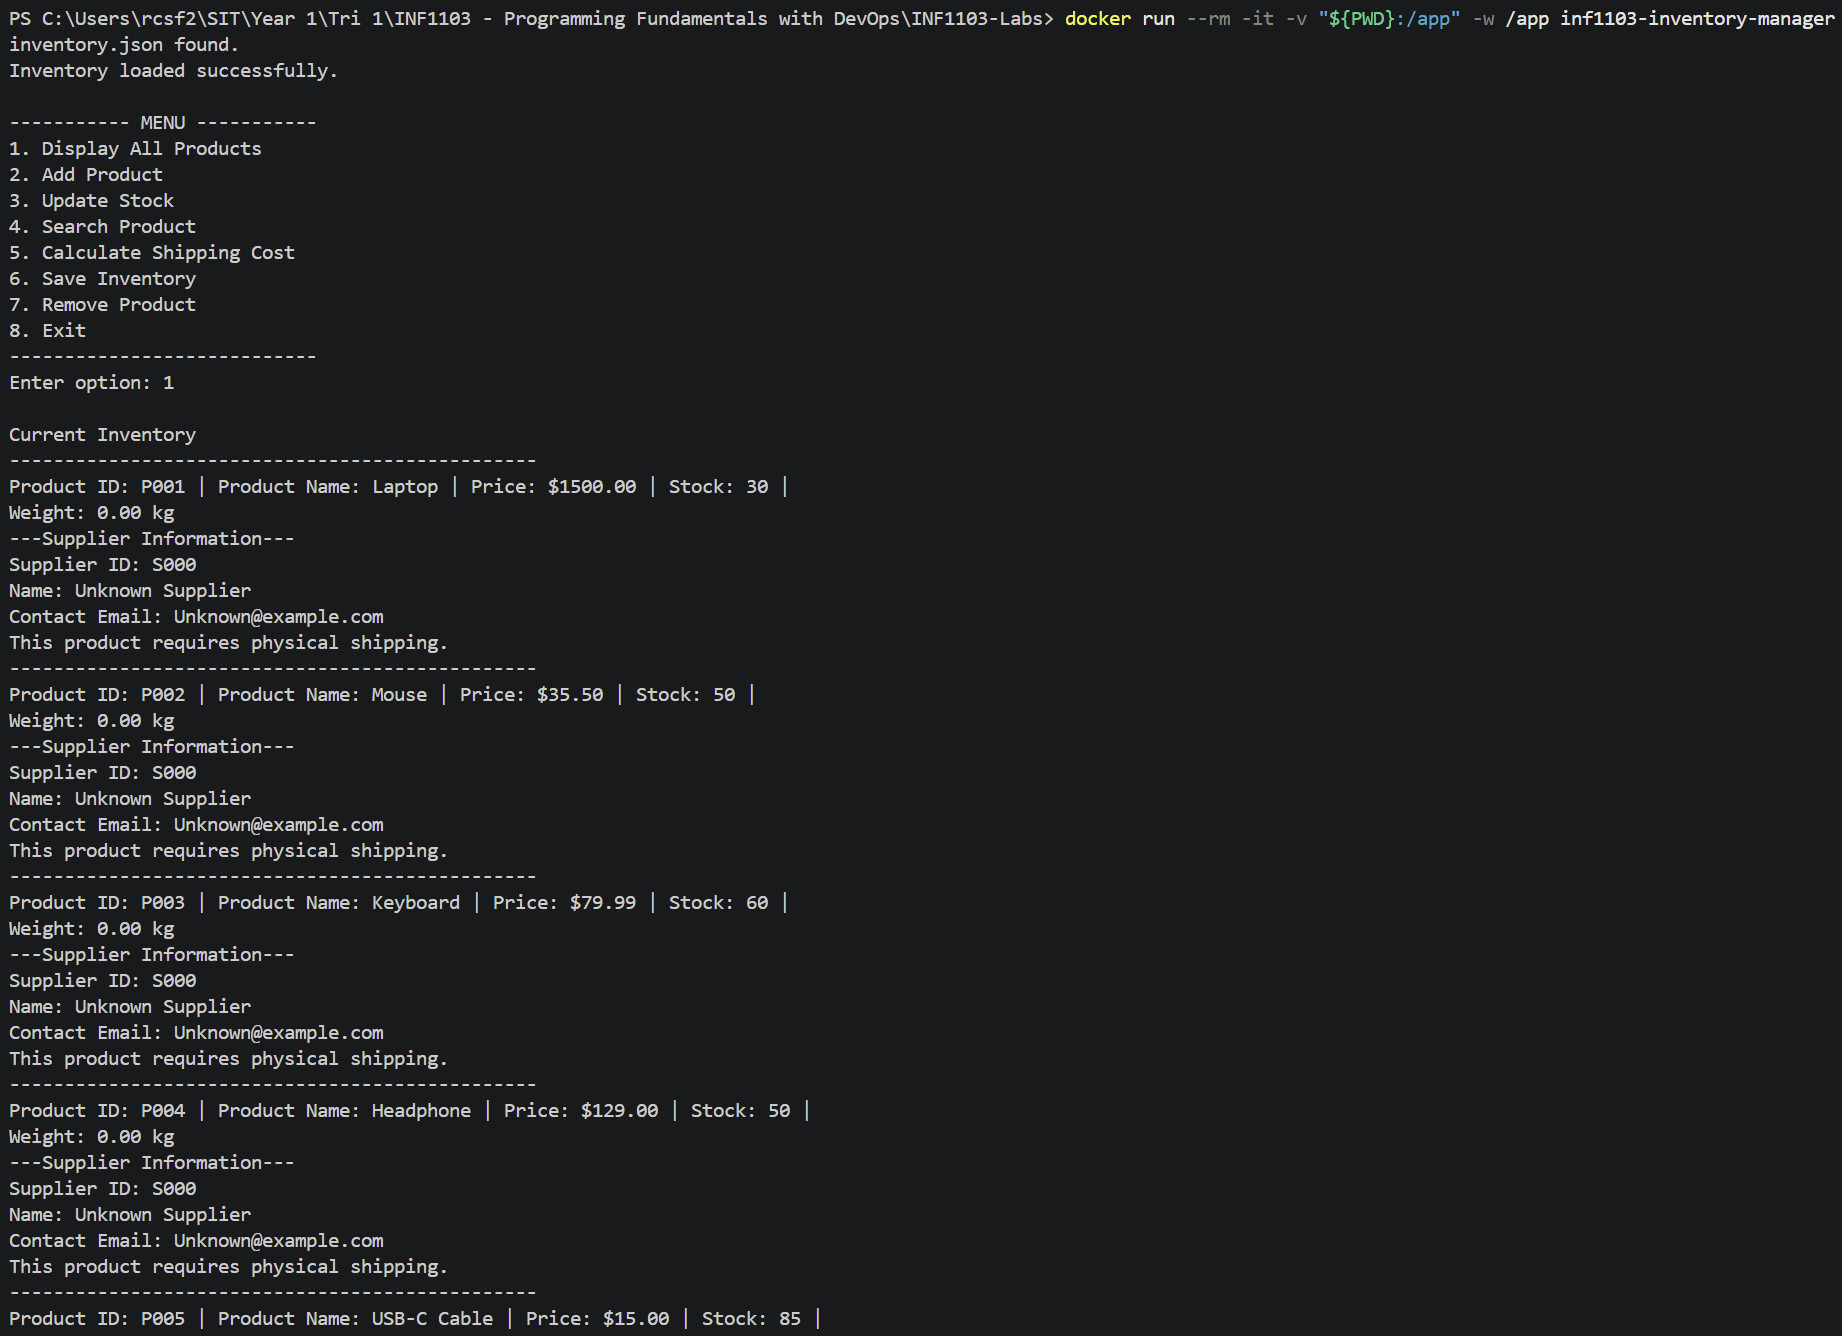 PS C:\Users\rcsf2\SIT\Year 1\Tri 1\INF1103 - Programming Fundamentals with DevOps\INF1103-Labs> docker run --rm -it -v "${PWD}:/app" -w /app inf1103-inventory-manager
inventory.json found.
Inventory loaded successfully.

----------- MENU -----------
1. Display All Products
2. Add Product
3. Update Stock
4. Search Product
5. Calculate Shipping Cost
6. Save Inventory
7. Remove Product
8. Exit
----------------------------
Enter option: 1

Current Inventory
------------------------------------------------
Product ID: P001 | Product Name: Laptop | Price: $1500.00 | Stock: 30 |
Weight: 0.00 kg
---Supplier Information---
Supplier ID: S000
Name: Unknown Supplier
Contact Email: Unknown@example.com
This product requires physical shipping.
------------------------------------------------
Product ID: P002 | Product Name: Mouse | Price: $35.50 | Stock: 50 |
Weight: 0.00 kg
---Supplier Information---
Supplier ID: S000
Name: Unknown Supplier
Contact Email: Unknown@example.com
This product requires physical shipping.
------------------------------------------------
Product ID: P003 | Product Name: Keyboard | Price: $79.99 | Stock: 60 |
Weight: 0.00 kg
---Supplier Information---
Supplier ID: S000
Name: Unknown Supplier
Contact Email: Unknown@example.com
This product requires physical shipping.
------------------------------------------------
Product ID: P004 | Product Name: Headphone | Price: $129.00 | Stock: 50 |
Weight: 0.00 kg
---Supplier Information---
Supplier ID: S000
Name: Unknown Supplier
Contact Email: Unknown@example.com
This product requires physical shipping.
------------------------------------------------
Product ID: P005 | Product Name: USB-C Cable | Price: $15.00 | Stock: 85 |